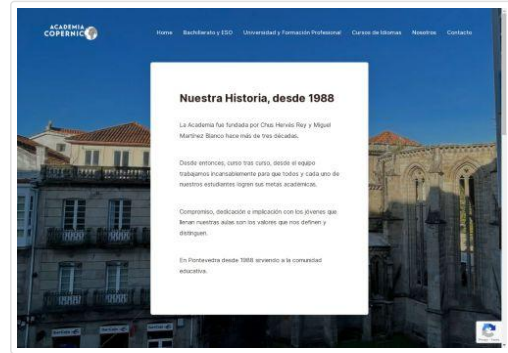 ACADEMIA
COPERNIC
Home Bachillerato y ESO Universidad y Formación Profesional Cursos de Idiomas Nosotros Contacto
Nuestra Historia, desde 1988
La Academia fue fundada por Chus Hervés Rey y Miguel
Martínez Blanco hace más de tres décadas.
Desde entonces, curso tras curso, desde el equipo
trabajamos incansablemente para que todos y cada uno de
nuestros estudiantes logren sus metas académicas.
Compromiso, dedicación e implicación con los jóvenes que
llenan nuestras aulas son los valores que nos definen y
distinguen.
En Pontevedra desde 1988 sirviendo a la comunidad
educativa.